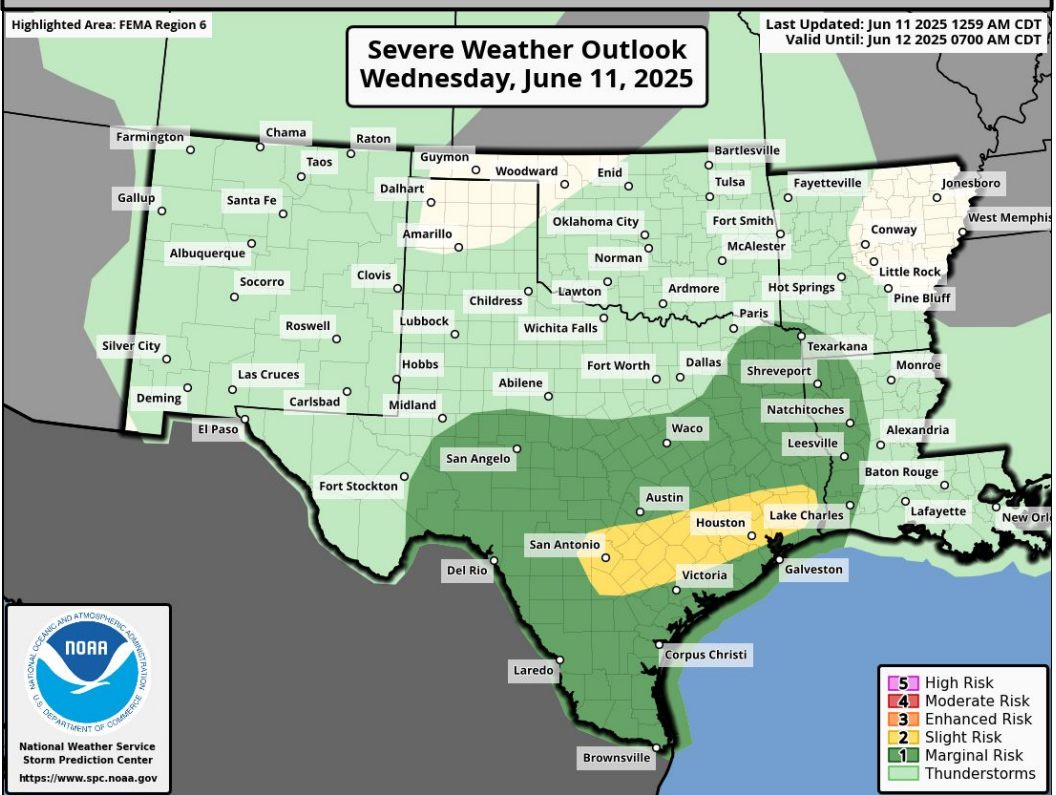 Highlighted Area: FEMA Region 6
Last Updated: Jun 11 2025 1259 AM CDT
Valid Until: Jun 12 2025 0700 AM CDT
Severe Weather Outlook
Wednesday, June 11, 2025
Farmington
Chama
Raton
Taos
Guymon
Woodward
Enid
Bartlesville
Gallup
Santa Fe
Dalhart
Tulsa
Fayetteville
Jonesboro
Albuquerque
Amarillo
Oklahoma City
Fort Smith
West Memphis
Conway
Norman
McAlester
Socorro
Clovis
Childress
Lawton
Ardmore
Hot Springs
Little Rock
Pine Bluff
Roswell
Lubbock
Wichita Falls
Paris
Texarkana
Silver City
Las Cruces
Hobbs
Fort Worth
Dallas
Shreveport
Monroe
Deming
Carlsbad
Midland
Abilene
Natchitoches
El Paso
Waco
Alexandria
Leesville
San Angelo
Baton Rouge
Fort Stockton
Austin
Houston
Lake Charles
Lafayette
New Orl
San Antonio
Del Rio
Victoria
Galveston
Laredo
Corpus Christi
Brownsville
NATIONAL OCEANIC AND ATMOSPHERIC ADMINISTRATION
NOAA
U.S. DEPARTMENT OF COMMERCE
National Weather Service
Storm Prediction Center
https://www.spc.noaa.gov
5 High Risk
4 Moderate Risk
3 Enhanced Risk
2 Slight Risk
1 Marginal Risk
Thunderstorms